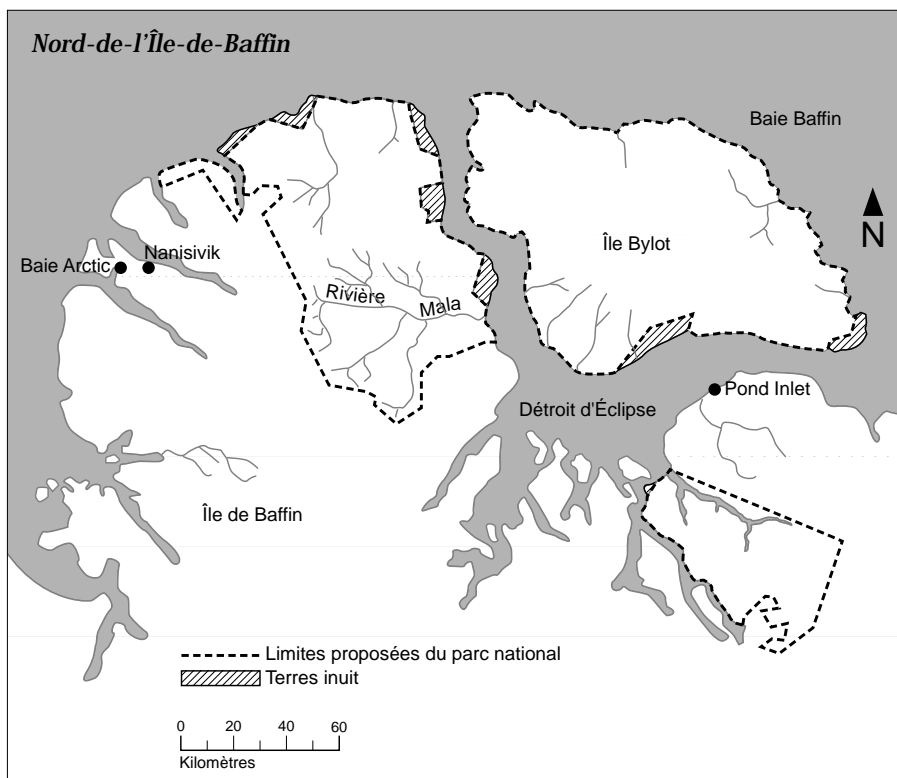 Nord-de-l'Île-de-Baffin
Baie Baffin
N
Île Bylot
Nanisivik
Baie Arctic
Rivière Mala
Pond Inlet
Détroit d'Éclipse
Île de Baffin
Limites proposées du parc national
Terres inuit
0 20 40 60
Kilomètres